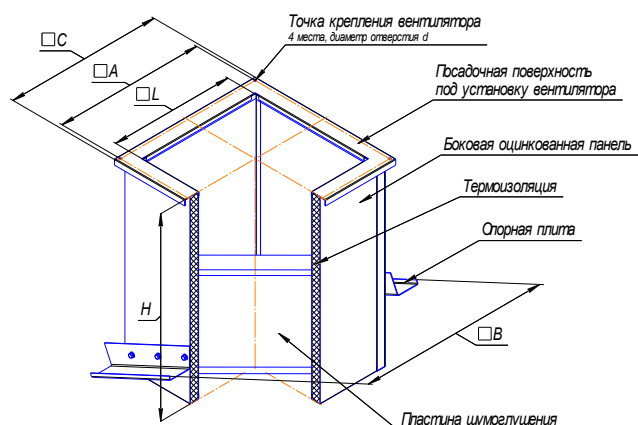 Точка крепления вентилятора
4 места, диаметр отверстия d
□C
□A
□L
Посадочная поверхность
под установку вентилятора
Боковая оцинкованная панель
Термоизоляция
Опорная плита
H
□B
Пластина шумоглушения